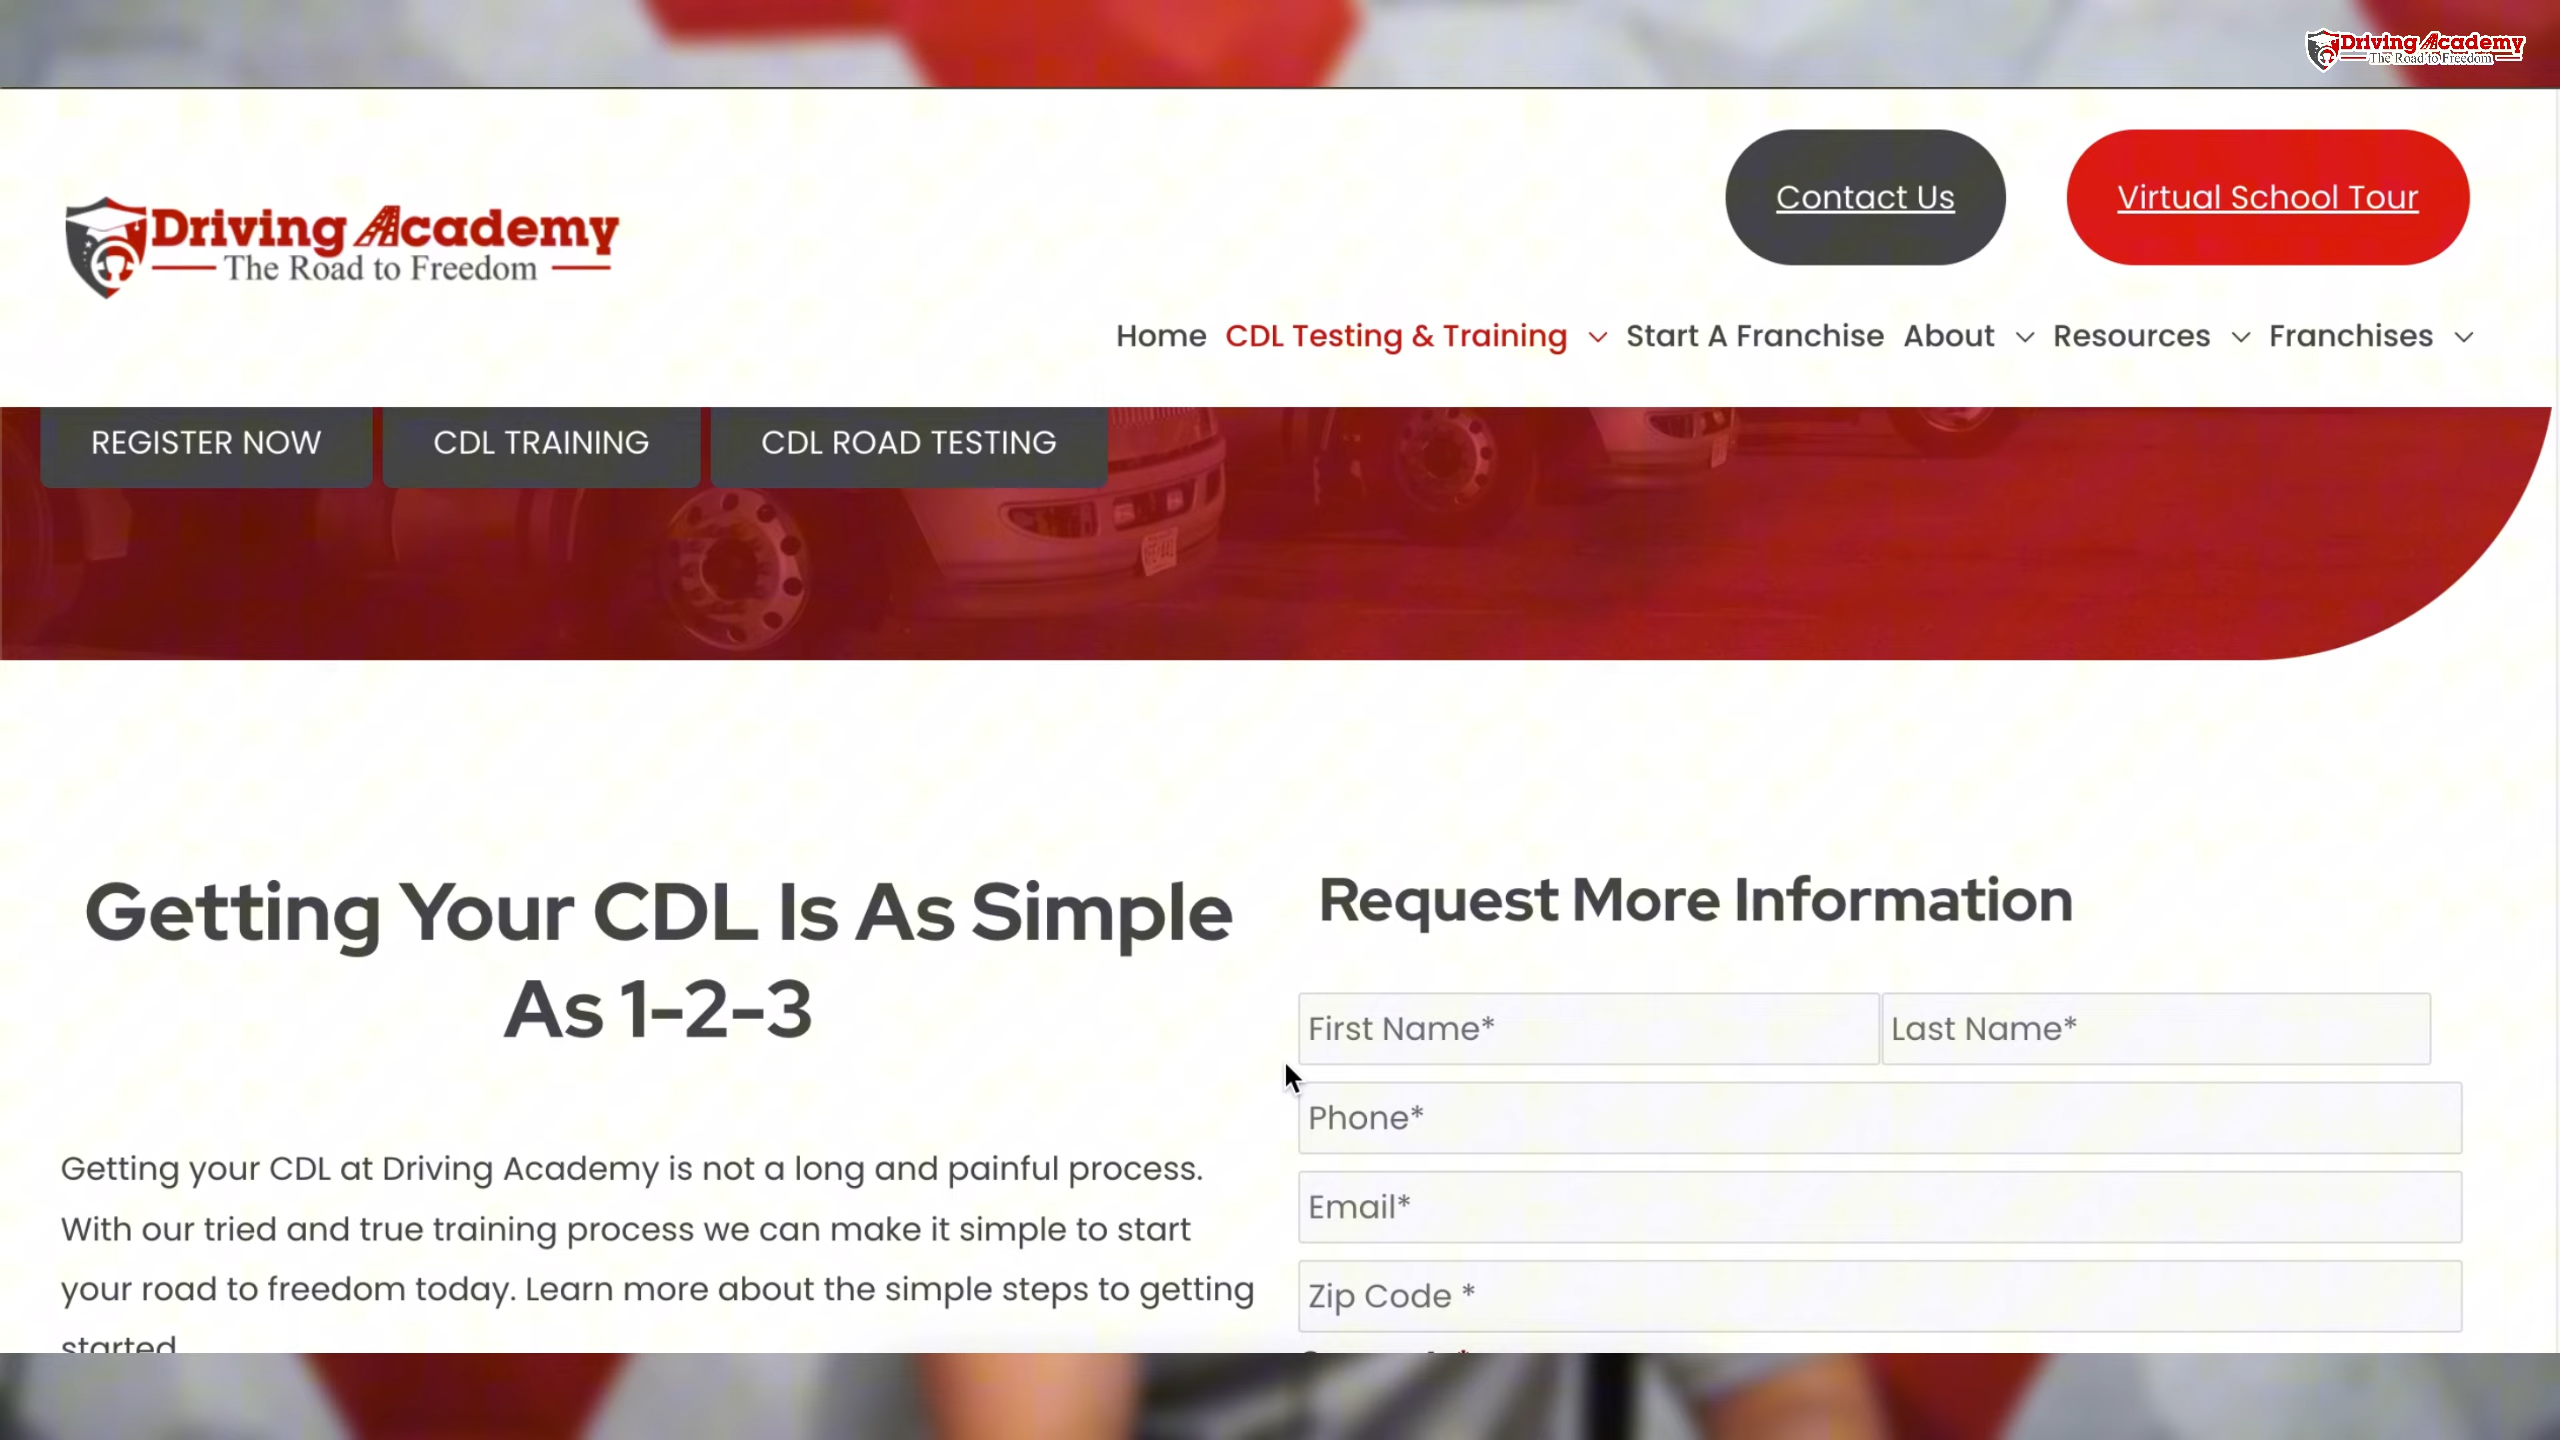 Driving Academy
The Road to Freedom
Contact Us
Virtual School Tour
Driving Academy
The Road to Freedom
Home CDL Testing & Training Start A Franchise About Resources Franchises
REGISTER NOW CDL TRAINING CDL ROAD TESTING
Getting Your CDL Is As Simple
As 1-2-3
Getting your CDL at Driving Academy is not a long and painful process.
With our tried and true training process we can make it simple to start
your road to freedom today. Learn more about the simple steps to getting
started
Request More Information
First Name* Last Name*
Phone*
Email*
Zip Code *